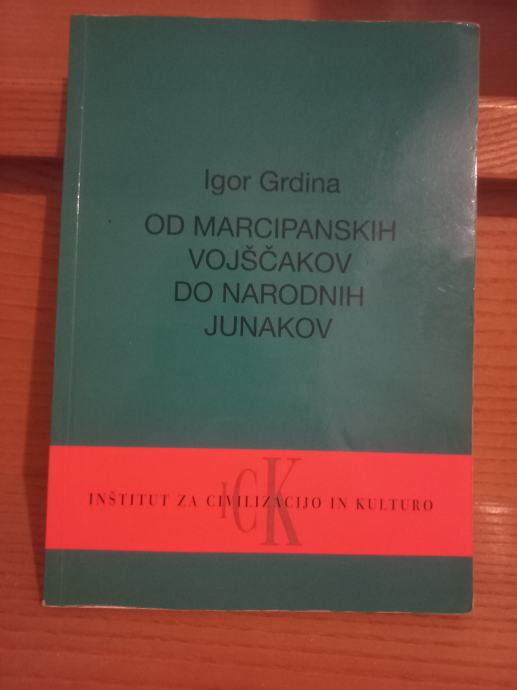 Igor Grdina
OD MARCIPANSKIH
VOJŠČAKOV
DO NARODNIH
JUNAKOV
ICK
INŠTITUT ZA CIVILIZACIJO IN KULTURO